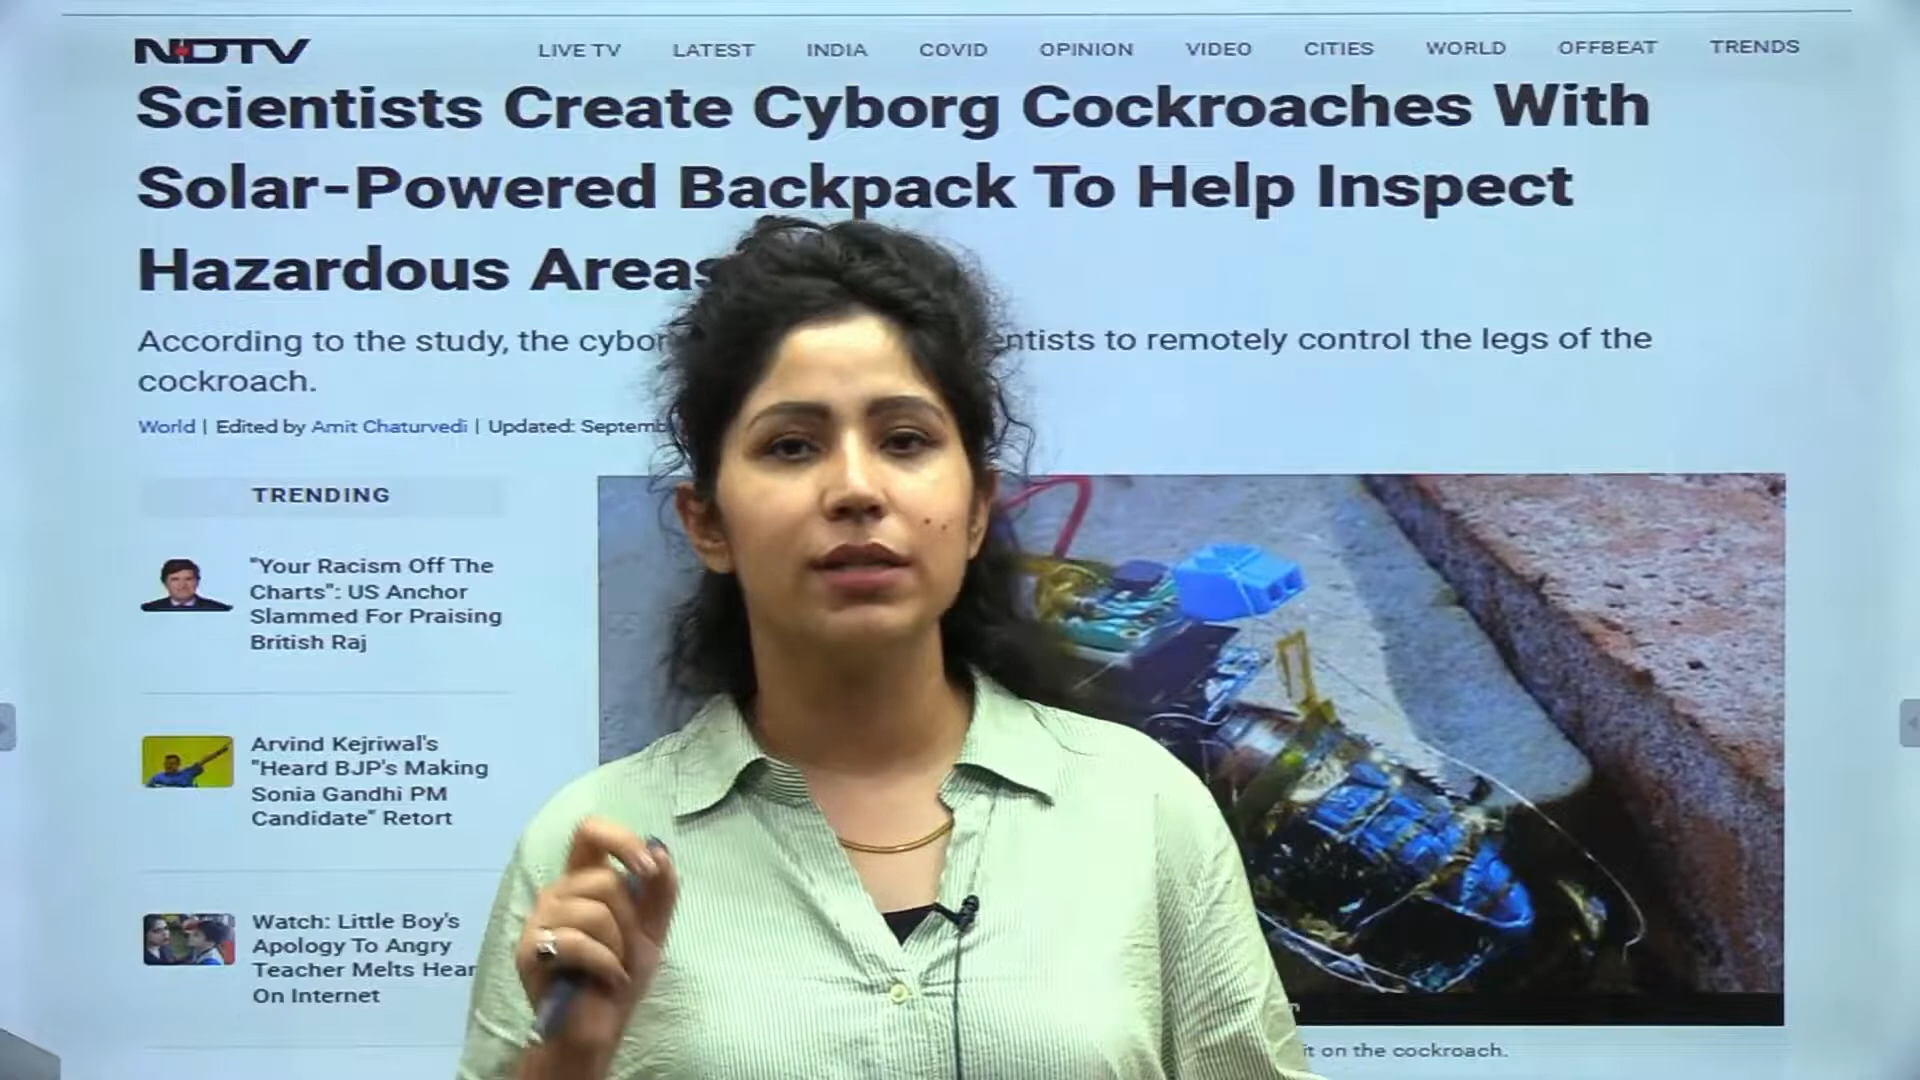 NDTV
LIVE TV LATEST INDIA COVID OPINION VIDEO CITIES WORLD OFFBEAT TRENDS
Scientists Create Cyborg Cockroaches With
Solar-Powered Backpack To Help Inspect
Hazardous Areas
According to the study, the to remotely control the legs of the
cockroach.
World | Edited by Amit Chaturvedi | Updated:
TRENDING
"Your Racism Off The
Charts": US Anchor
Slammed For Praising
British Raj
Arvind Kejriwal's
"Heard BJP's Making
Sonia Gandhi PM
Candidate" Retort
Watch: Little Boy's
Apology To Angry
Teacher Melts
On Internet
it on the cockroach.